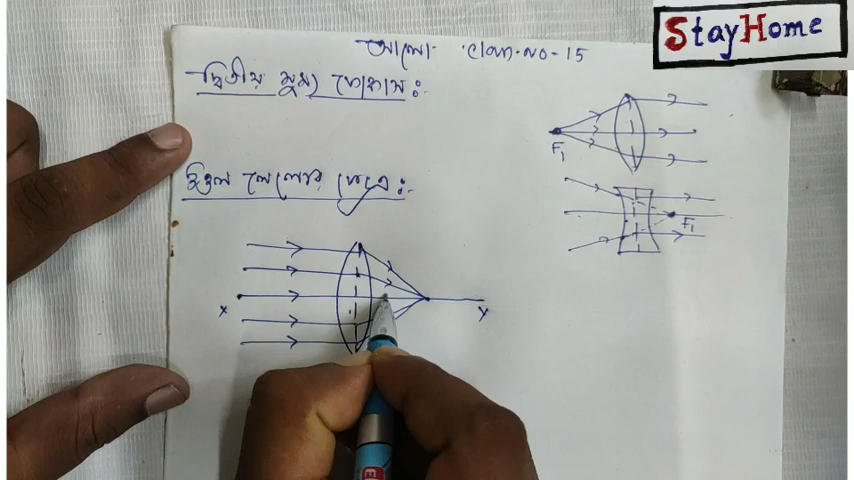 StayHome
আলো Class-NO-15
দ্বিতীয় মুখ্য ফোকাস:
উত্তল লেন্সের ক্ষেত্রে:
F₁
F₁
X
Y